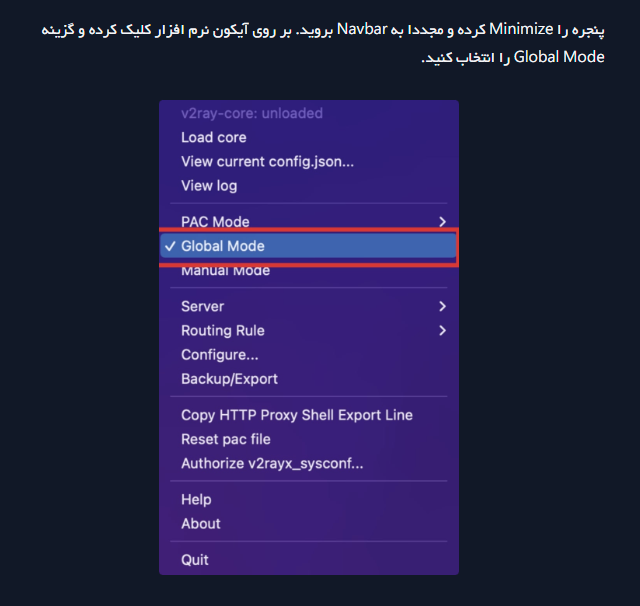 پنجره را Minimize کرده و مجددا به Navbar بروید. بر روی آیکون نرم افزار کلیک کرده و گزینه
Global Mode را انتخاب کنید.
v2ray-core: unloaded
Load core
View current config.json...
View log
PAC Mode
Global Mode
Manual Mode
Server
Routing Rule
Configure...
Backup/Export
Copy HTTP Proxy Shell Export Line
Reset pac file
Authorize v2rayx_sysconf...
Help
About
Quit